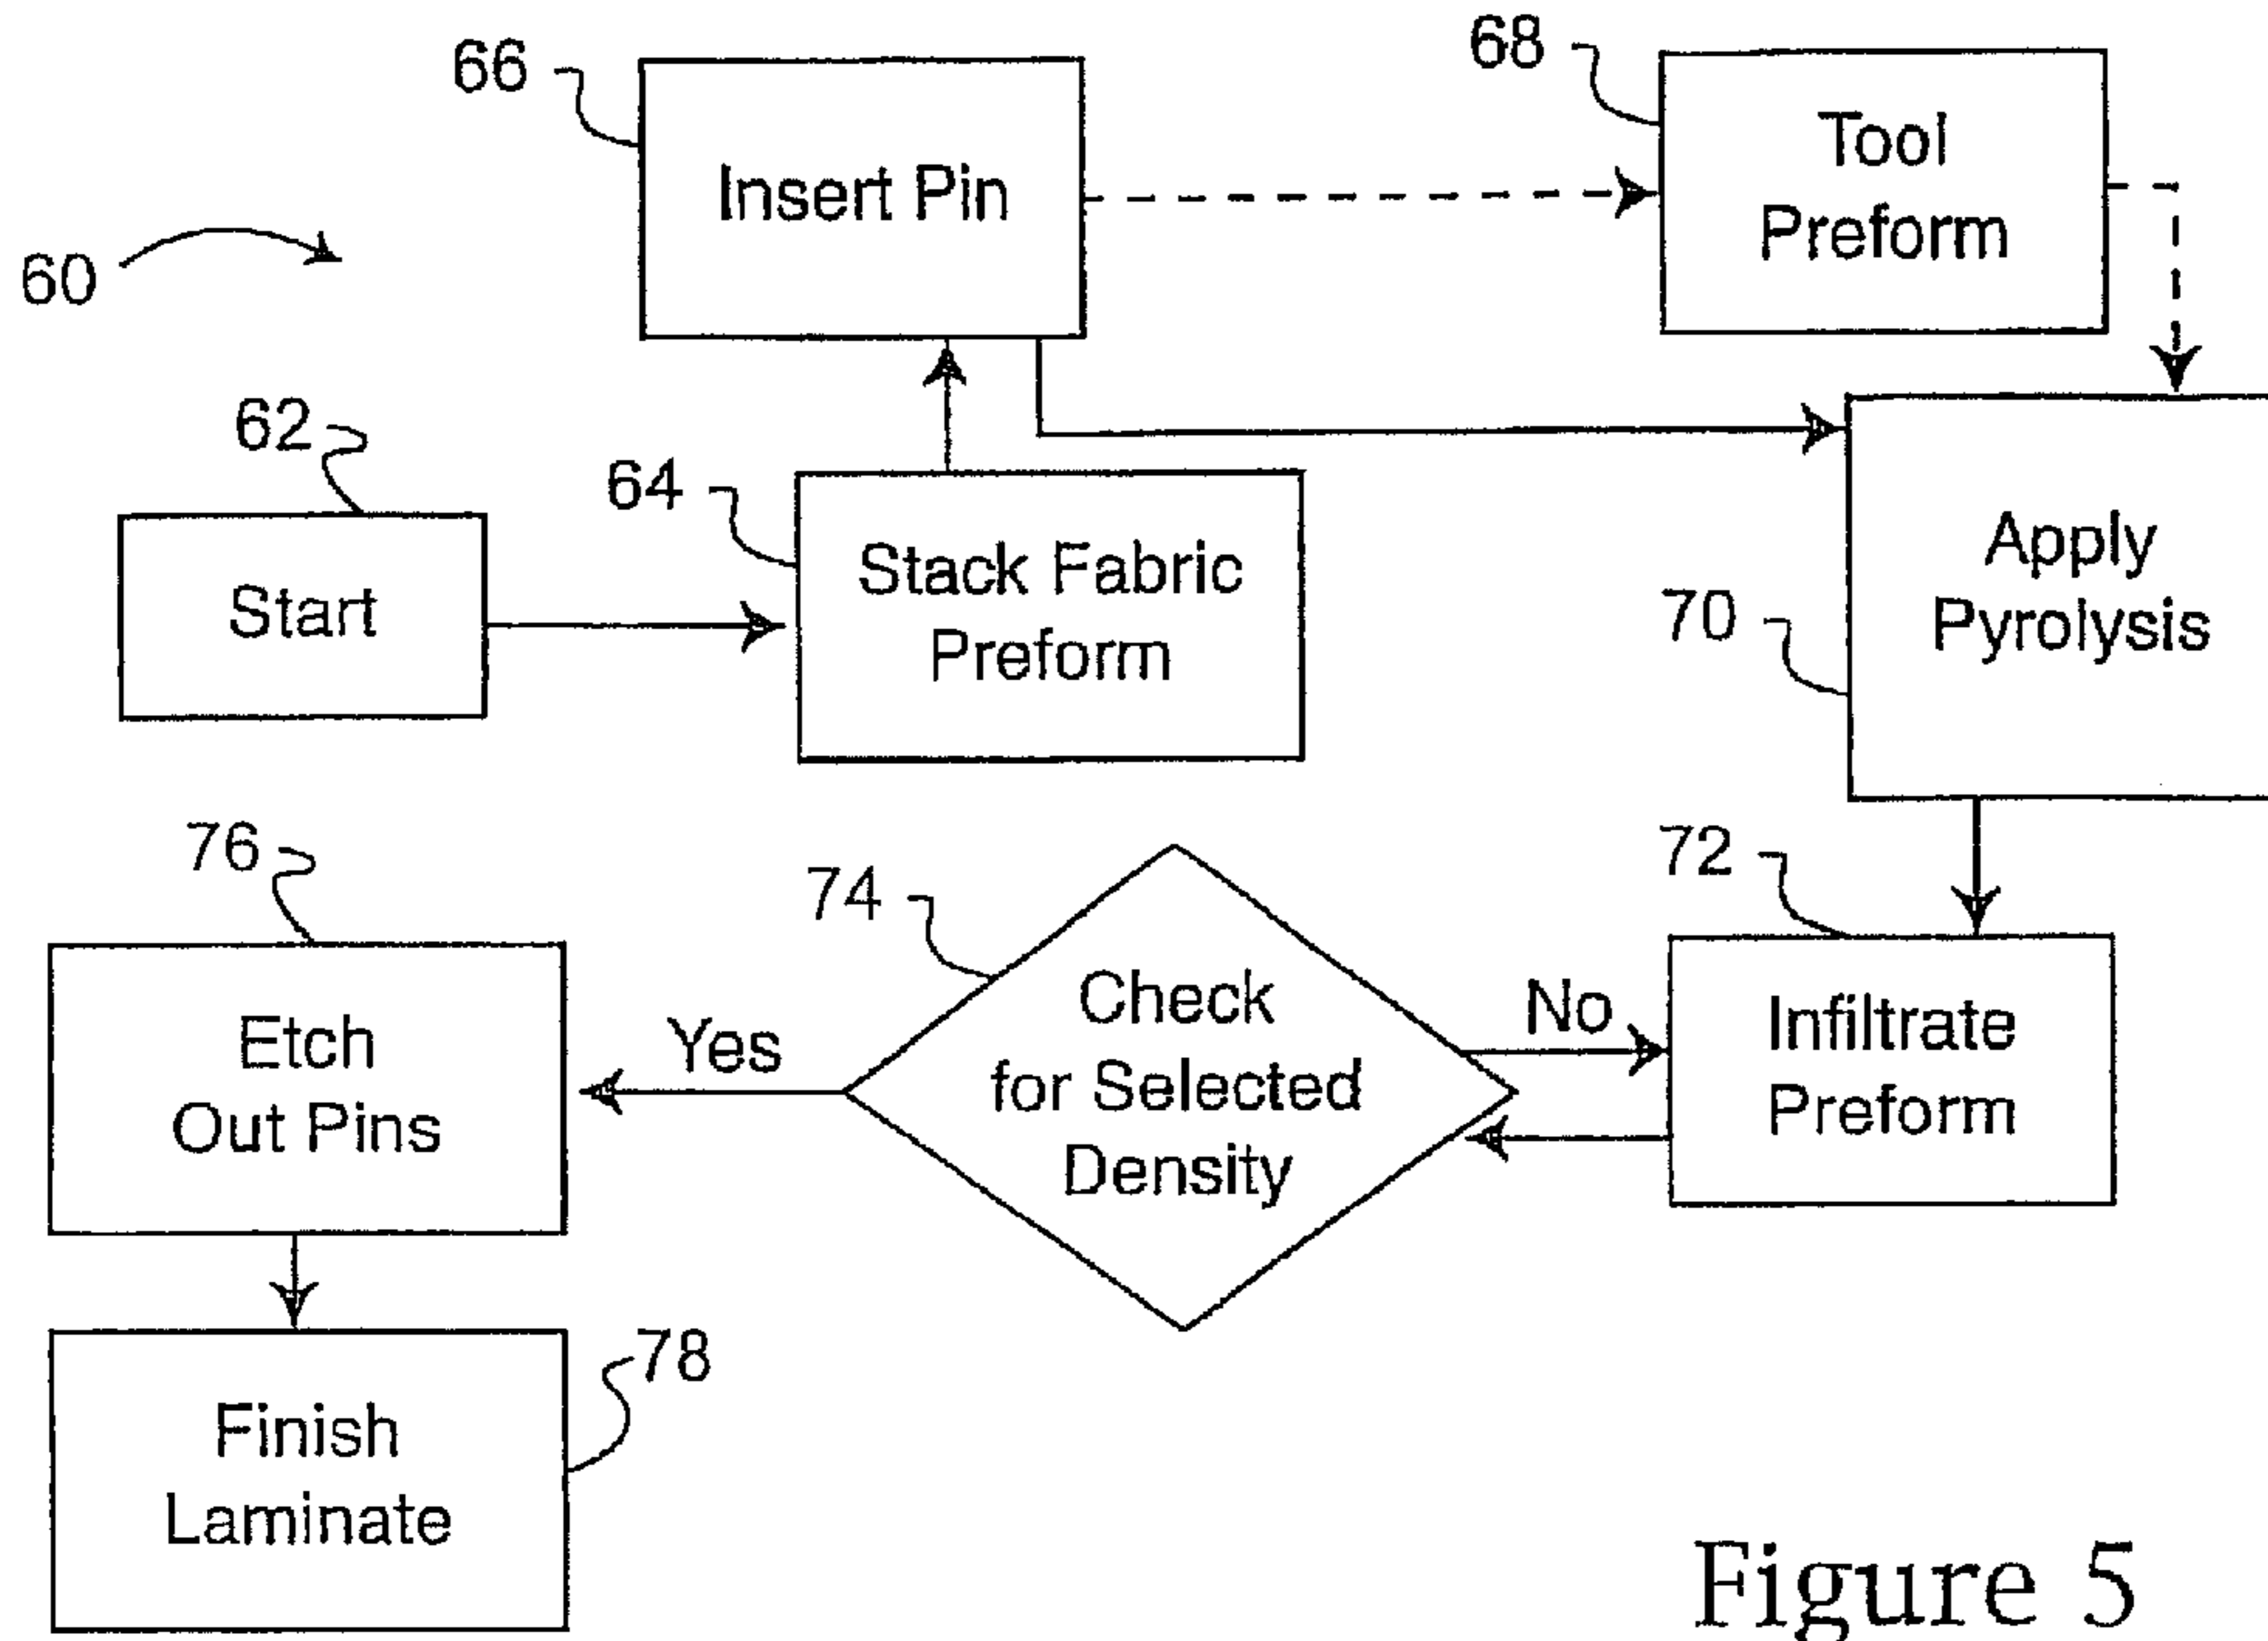 66
Insert Pin
68
Tool
Preform
60
62
Start
64
Stack Fabric
Preform
70
Apply
Pyrolysis
76
Etch
Out Pins
Yes
74
Check
for Selected
Density
No
72
Infiltrate
Preform
78
Finish
Laminate
Figure 5